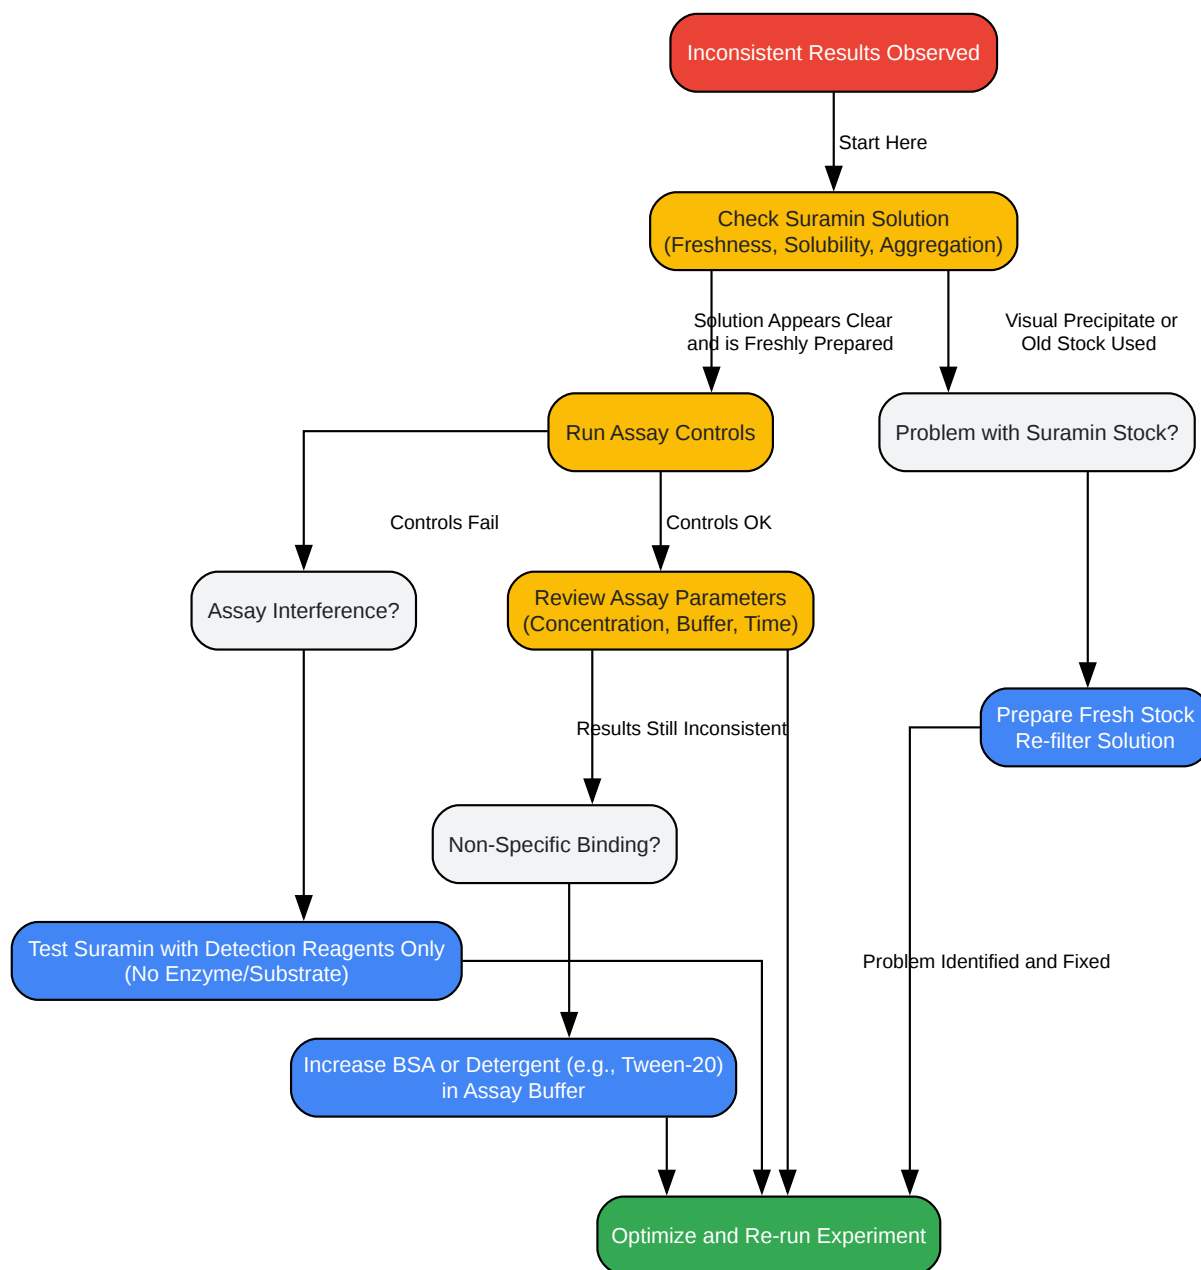 Inconsistent Results Observed
Start Here
Check Suramin Solution
(Freshness, Solubility, Aggregation)
Solution Appears Clear
and is Freshly Prepared
Visual Precipitate or
Old Stock Used
Run Assay Controls
Problem with Suramin Stock?
Controls Fail
Controls OK
Assay Interference?
Review Assay Parameters
(Concentration, Buffer, Time)
Results Still Inconsistent
Prepare Fresh Stock
Re-filter Solution
Non-Specific Binding?
Test Suramin with Detection Reagents Only
(No Enzyme/Substrate)
Problem Identified and Fixed
Increase BSA or Detergent (e.g., Tween-20)
in Assay Buffer
Optimize and Re-run Experiment